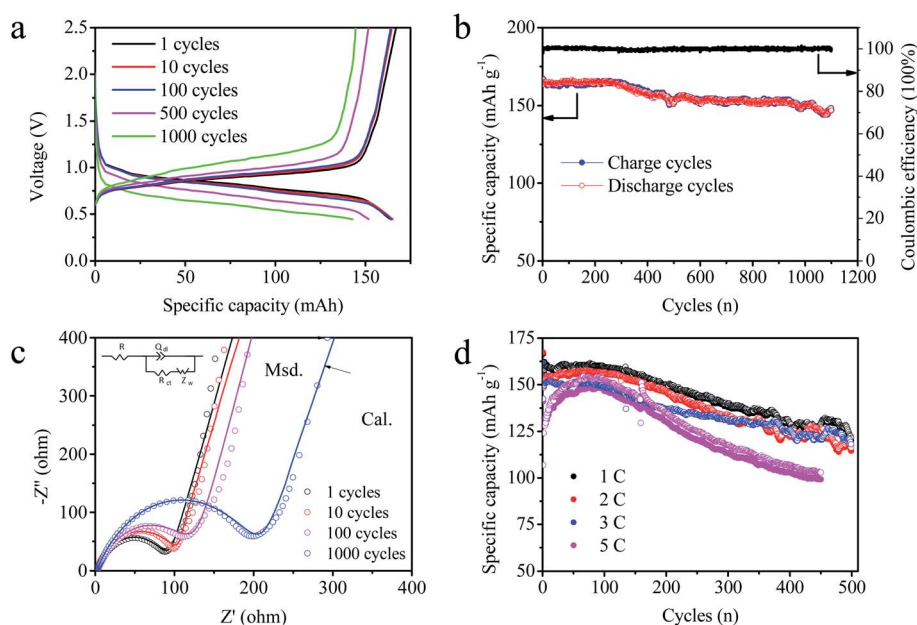 a
1 cycles
10 cycles
100 cycles
500 cycles
1000 cycles
2.5
2.0
1.5
1.0
0.5
0.0
Voltage (V)
0 50 100 150
Specific capacity (mAh)
b
200
150
100
50
Specific capacity (mAh g⁻¹)
Charge cycles
Discharge cycles
100
80
60
40
20
0
Coulombic efficiency (100%)
0 200 400 600 800 1000 1200
Cycles (n)
c
R
Qdl
Rct
Zw
Msd.
Cal.
1 cycles
10 cycles
100 cycles
1000 cycles
400
300
200
100
0
-Z'' (ohm)
0 100 200 300 400
Z' (ohm)
d
175
150
125
100
75
50
Specific capacity (mAh g⁻¹)
1 C
2 C
3 C
5 C
0 100 200 300 400 500
Cycles (n)